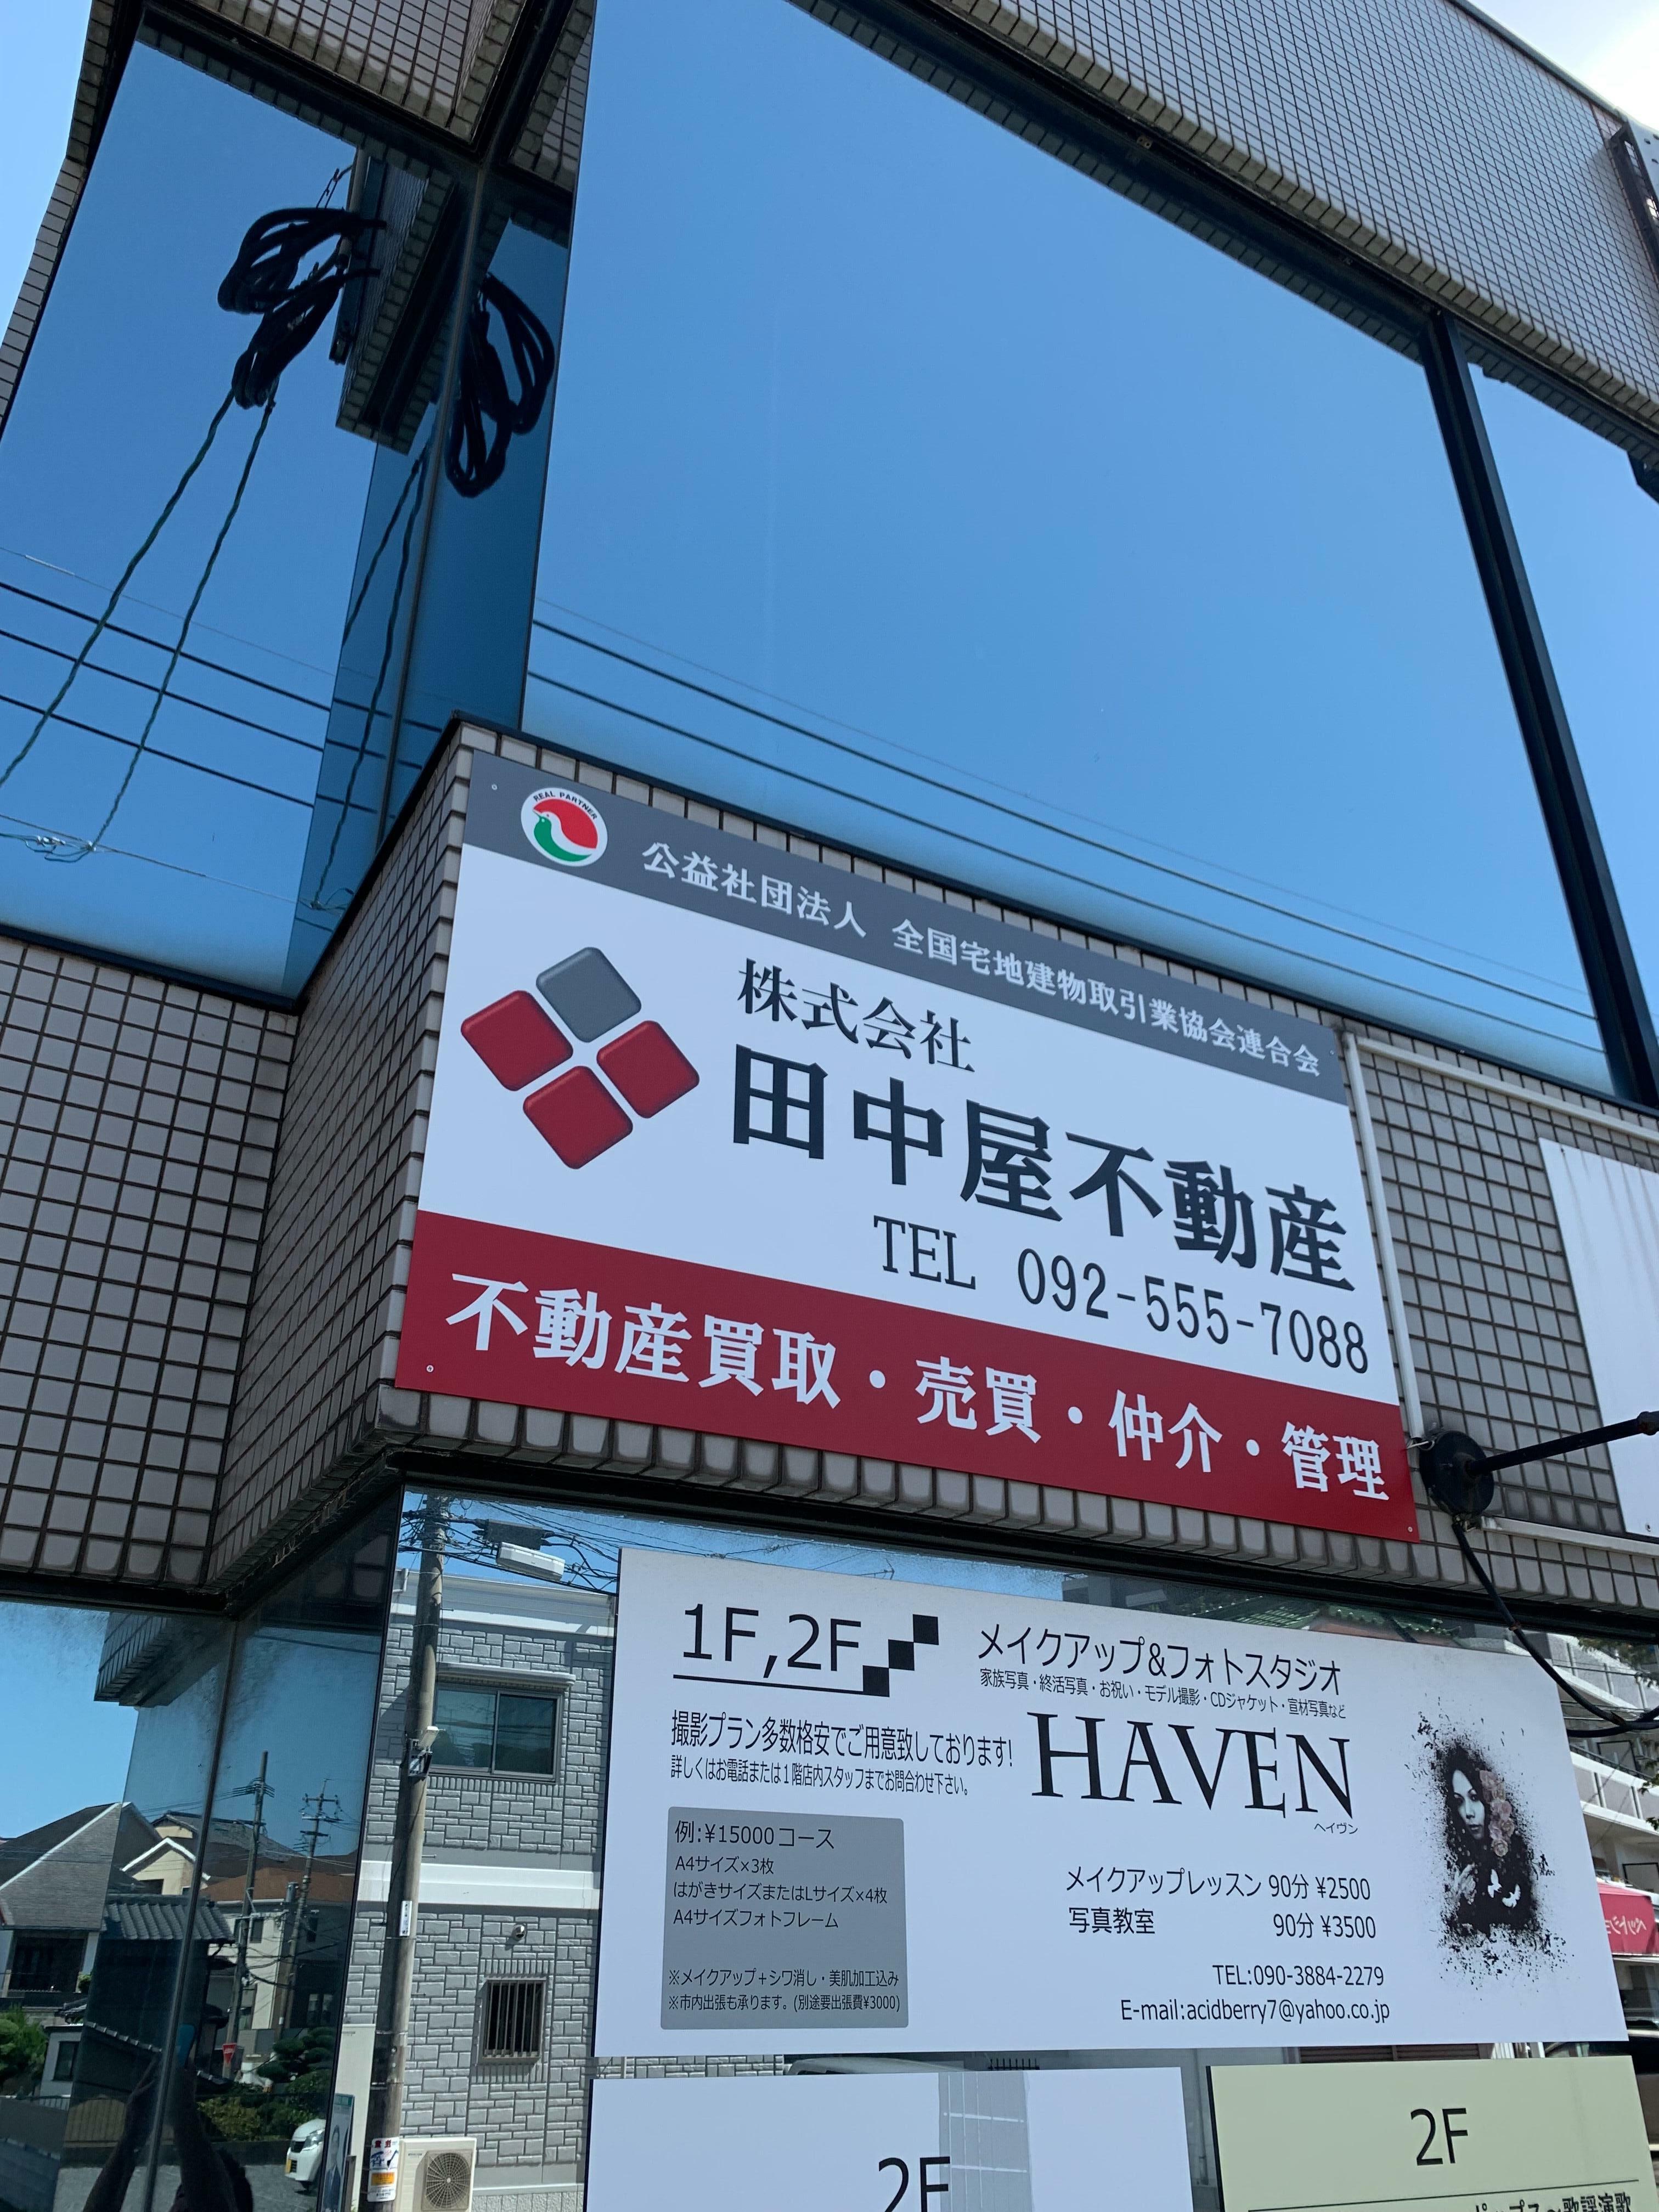 REAL PARTNER
公益社団法人 全国宅地建物取引業協会連合会
株式会社
田中屋不動産
TEL 092-555-7088
不動産買取・売買・仲介・管理
1F,2F
メイクアップ&フォトスタジオ
家族写真・終活写真・お祝い・モデル撮影・CDジャケット・宣材写真など
HAVEN
ヘイヴン
撮影プラン多数格安でご用意致しております!
詳しくはお電話または1階店内スタッフまでお問合わせ下さい。
例:¥15000コース
A4サイズ×3枚
はがきサイズまたはLサイズ×4枚
A4サイズフォトフレーム
※メイクアップ+シワ消し・美肌加工込み
※市内出張も承ります。(別途要出張費¥3000)
メイクアップレッスン 90分 ¥2500
写真教室 90分 ¥3500
TEL:090-3884-2279
E-mail:acidberry7@yahoo.co.jp
2F
2F